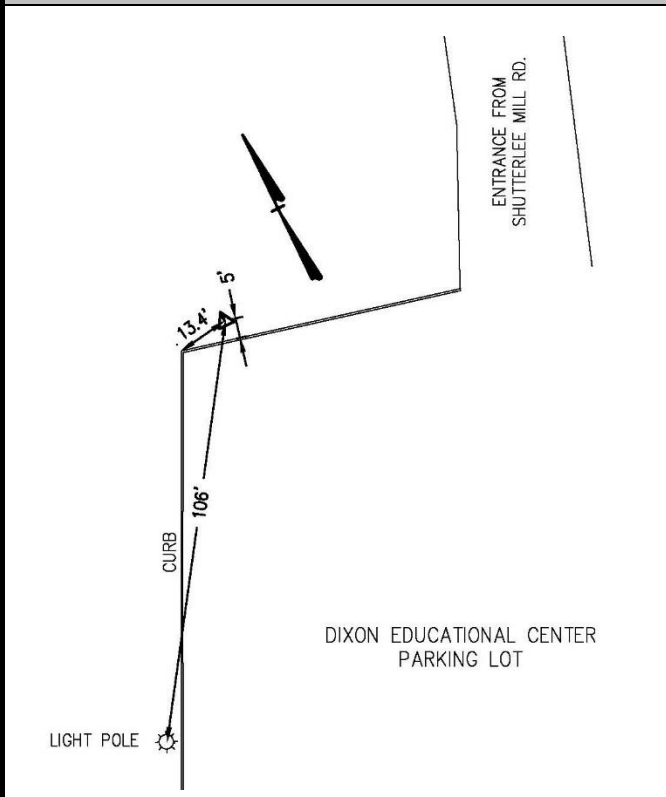 ENTRANCE FROM
SHUTTERLEE MILL RD.
5'
13.4'
106'
CURB
DIXON EDUCATIONAL CENTER
PARKING LOT
LIGHT POLE